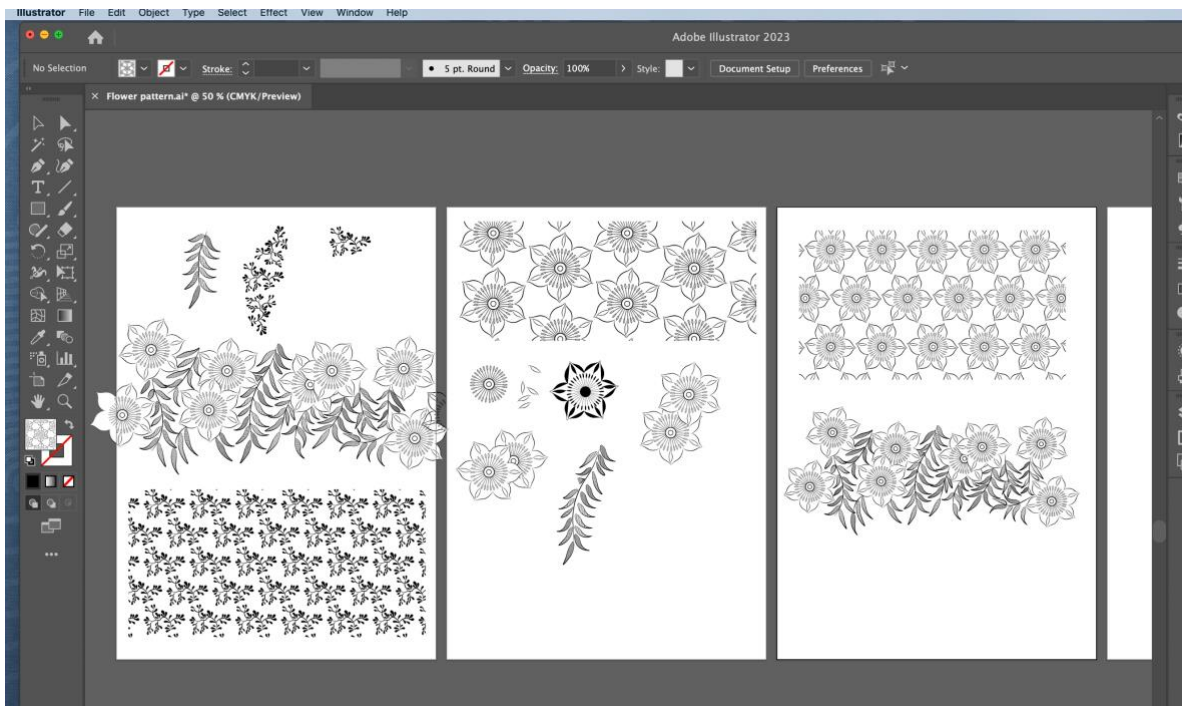 Illustrator File Edit Object Type Select Effect View Window Help
Adobe Illustrator 2023
No Selection Stroke: 5 pt. Round Opacity: 100% Style: Document Setup Preferences
Flower pattern.ai* @ 50 % (CMYK/Preview)